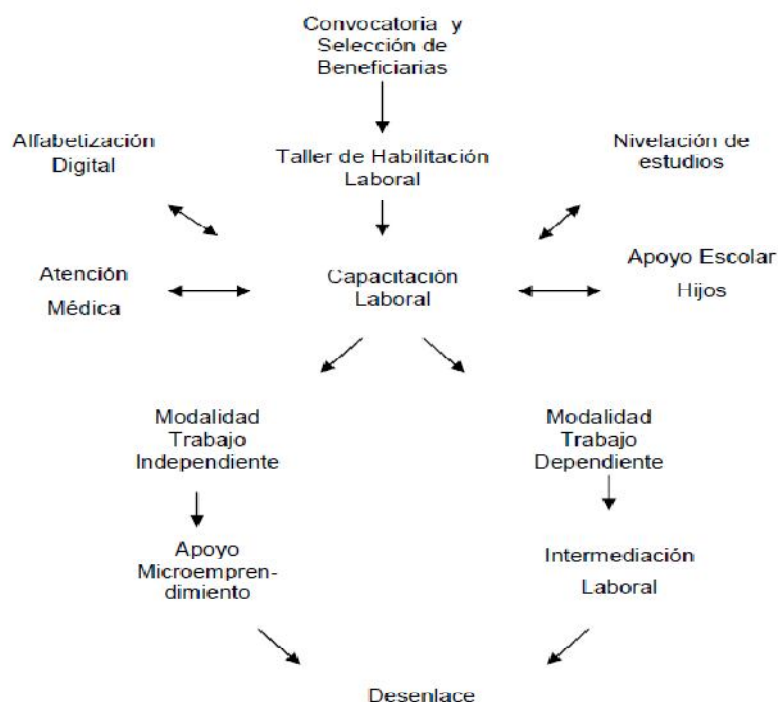 Convocatoria y
Selección de
Beneficiarias
Alfabetización
Digital
Taller de Habilitación
Laboral
Nivelación de
estudios
Atención
Médica
Capacitación
Laboral
Apoyo Escolar
Hijos
Modalidad
Trabajo
Independiente
Modalidad
Trabajo
Dependiente
Apoyo
Microempren-
dimiento
Intermediación
Laboral
Desenlace